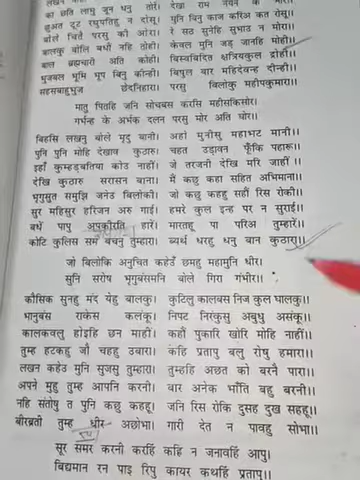 का छति लाभु जून धनु तोरें। देखा राम नयन के भोरें।।
छुअत टूट रघुपतिहु न दोसू। मुनि बिनु काज करिअ कत रोसू।।
बोले चितै परसु की ओरा। रे सठ सुनेहि सुभाउ न मोरा।।
बालकु बोलि बधौं नहि तोही। केवल मुनि जड़ जानहि मोही।।
बाल ब्रह्मचारी अति कोही। बिस्वबिदित क्षत्रियकुल द्रोही।।
भुजबल भूमि भूप बिनु कीन्ही। बिपुल बार महिदेवन्ह दीन्ही।।
सहसबाहुभुज छेदनिहारा। परसु बिलोकु महीपकुमारा।।
मातु पितहि जनि सोचबस करसि महीसकिसोर।
गर्भन्ह के अर्भक दलन परसु मोर अति घोर।।
बिहसि लखनु बोले मृदु बानी। अहो मुनीसु महाभट मानी।।
पुनि पुनि मोहि देखाव कुठारू। चहत उड़ावन फूँकि पहारू।।
इहाँ कुम्हड़बतिया कोउ नाहीं। जे तरजनी देखि मरि जाहीं।।
देखि कुठारु सरासन बाना। मैं कछु कहा सहित अभिमाना।।
भृगुसुत समुझि जनेउ बिलोकी। जो कछु कहहु सहौं रिस रोकी।।
सुर महिसुर हरिजन अरु गाई। हमरे कुल इन्ह पर न सुराई।।
बधें पापु अपकीरति हारें। मारतहू पा परिअ तुम्हारें।।
कोटि कुलिस सम बचनु तुम्हारा। ब्यर्थ धरहु धनु बान कुठारा।।
जो बिलोकि अनुचित कहेउँ छमहु महामुनि धीर।
सुनि सरोष भृगुबंसमनि बोले गिरा गंभीर।।
कौसिक सुनहु मंद येहु बालकु। कुटिलु कालबस निज कुल घालकु।।
भानुबंस राकेस कलंकू। निपट निरंकुसु अबुधु असंकू।।
कालकवलु होइहि छन माहीं। कहौं पुकारि खोरि मोहि नाहीं।।
तुम्ह हटकहु जौ चहहु उबारा। कहि प्रतापु बलु रोषु हमारा।।
लखन कहेउ मुनि सुजसु तुम्हारा। तुम्हहि अछत को बरनै पारा।।
अपने मुहु तुम्ह आपनि करनी। बार अनेक भाँति बहु बरनी।।
नहि संतोषु त पुनि कछु कहहू। जनि रिस रोकि दुसह दुख सहहू।।
बीरब्रती तुम्ह धीर अछोभा। गारी देत न पावहु सोभा।।
सूर समर करनी करहिं कहि न जनावहिं आपु।
बिद्यमान रन पाइ रिपु कायर कथहिं प्रतापु।।